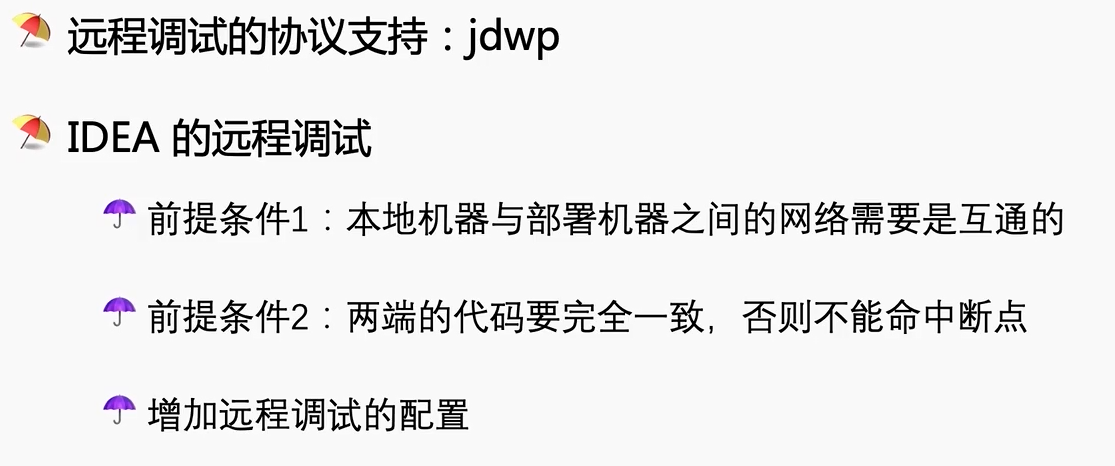 远程调试的协议支持：jdwp
IDEA 的远程调试
前提条件1：本地机器与部署机器之间的网络需要是互通的
前提条件2：两端的代码要完全一致，否则不能命中断点
增加远程调试的配置